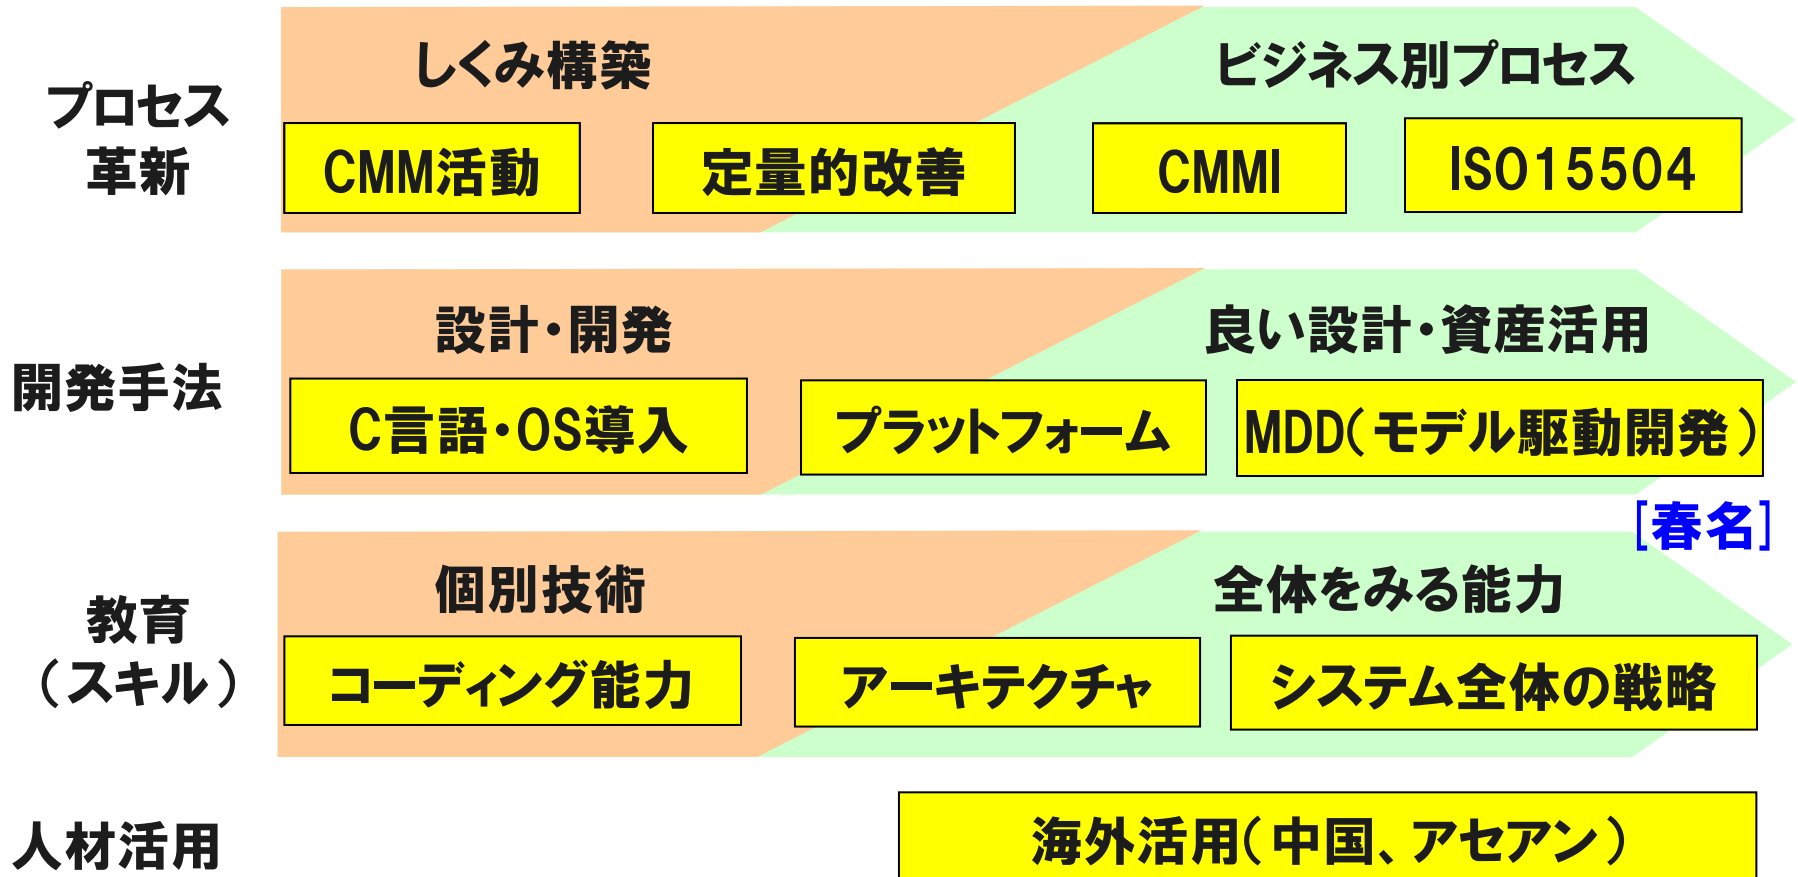 しくみ構築
ビジネス別プロセス
プロセス
革新
CMM活動
定量的改善
CMMI
ISO15504
設計・開発
良い設計・資産活用
開発手法
C言語・OS導入
プラットフォーム
MDD(モデル駆動開発)
[春名]
個別技術
全体をみる能力
教育
(スキル)
コーディング能力
アーキテクチャ
システム全体の戦略
人材活用
海外活用(中国、アセアン)